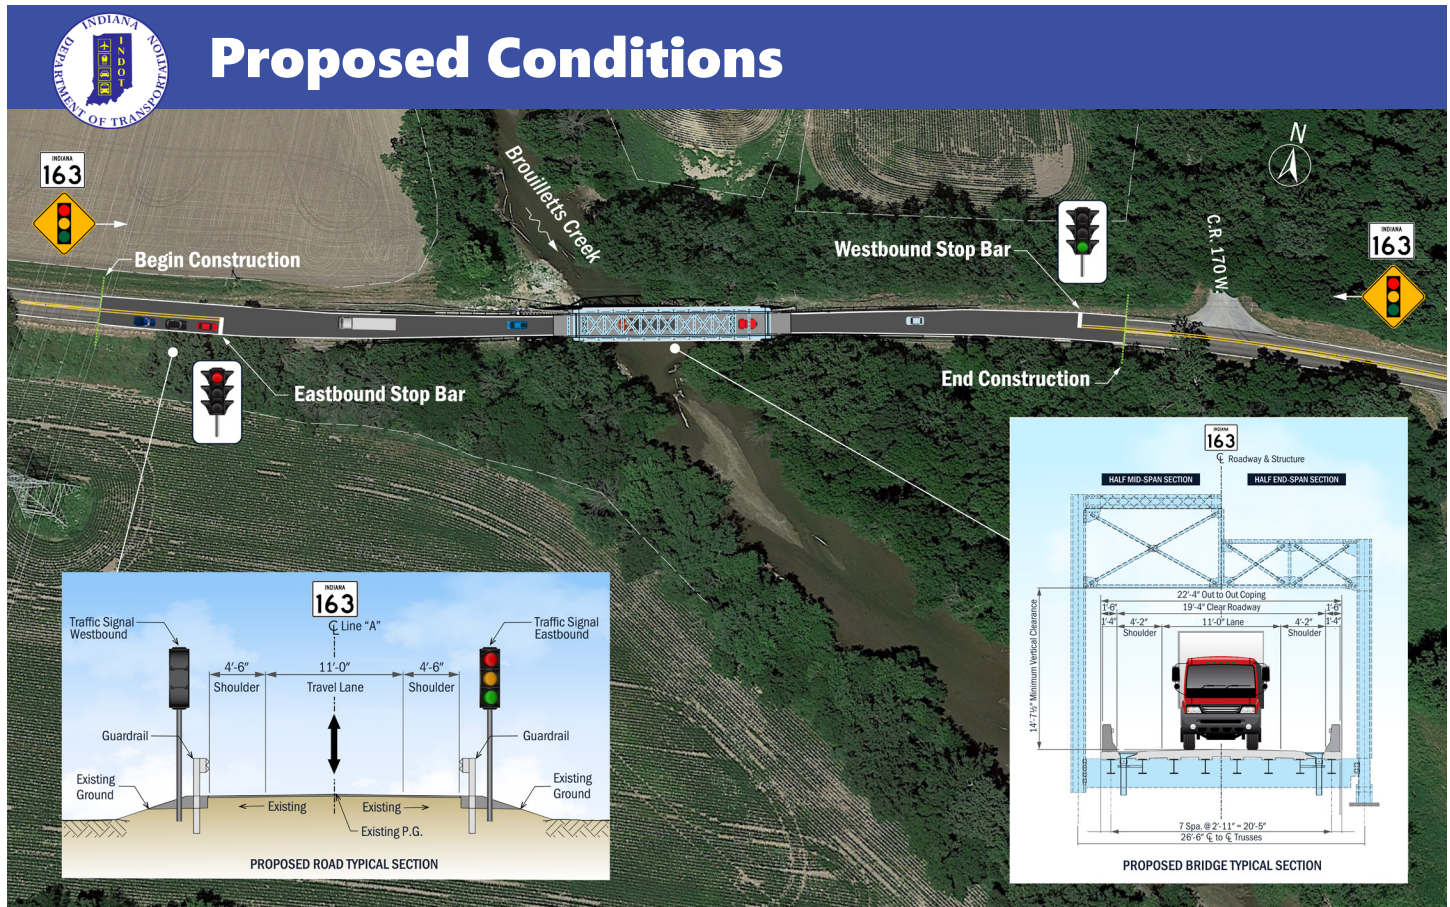 INDIANA
DEPARTMENT OF TRANSPORTATION
INDOT
Proposed Conditions
INDIANA
163
Begin Construction
Brouilletts Creek
Westbound Stop Bar
N
C.R. 170W.
INDIANA
163
Eastbound Stop Bar
End Construction
INDIANA
163
Traffic Signal
Westbound
℄ Line “A”
Traffic Signal
Eastbound
4'-6"
11'-0"
4'-6"
Shoulder
Travel Lane
Shoulder
Guardrail
Guardrail
Existing
Ground
Existing
Ground
Existing
Existing
Existing P.G.
PROPOSED ROAD TYPICAL SECTION
INDIANA
163
℄ Roadway & Structure
HALF MID-SPAN SECTION
HALF END-SPAN SECTION
22'-4" Out to Out Coping
1'-6"
19'-4" Clear Roadway
1'-6"
1'-4"
4'-2"
Shoulder
11'-0" Lane
4'-2"
Shoulder
1'-4"
14'-7½" Minimum Vertical Clearance
7 Spa. @ 2'-11" = 20'-5"
26'-6" ℄ to ℄ Trusses
PROPOSED BRIDGE TYPICAL SECTION